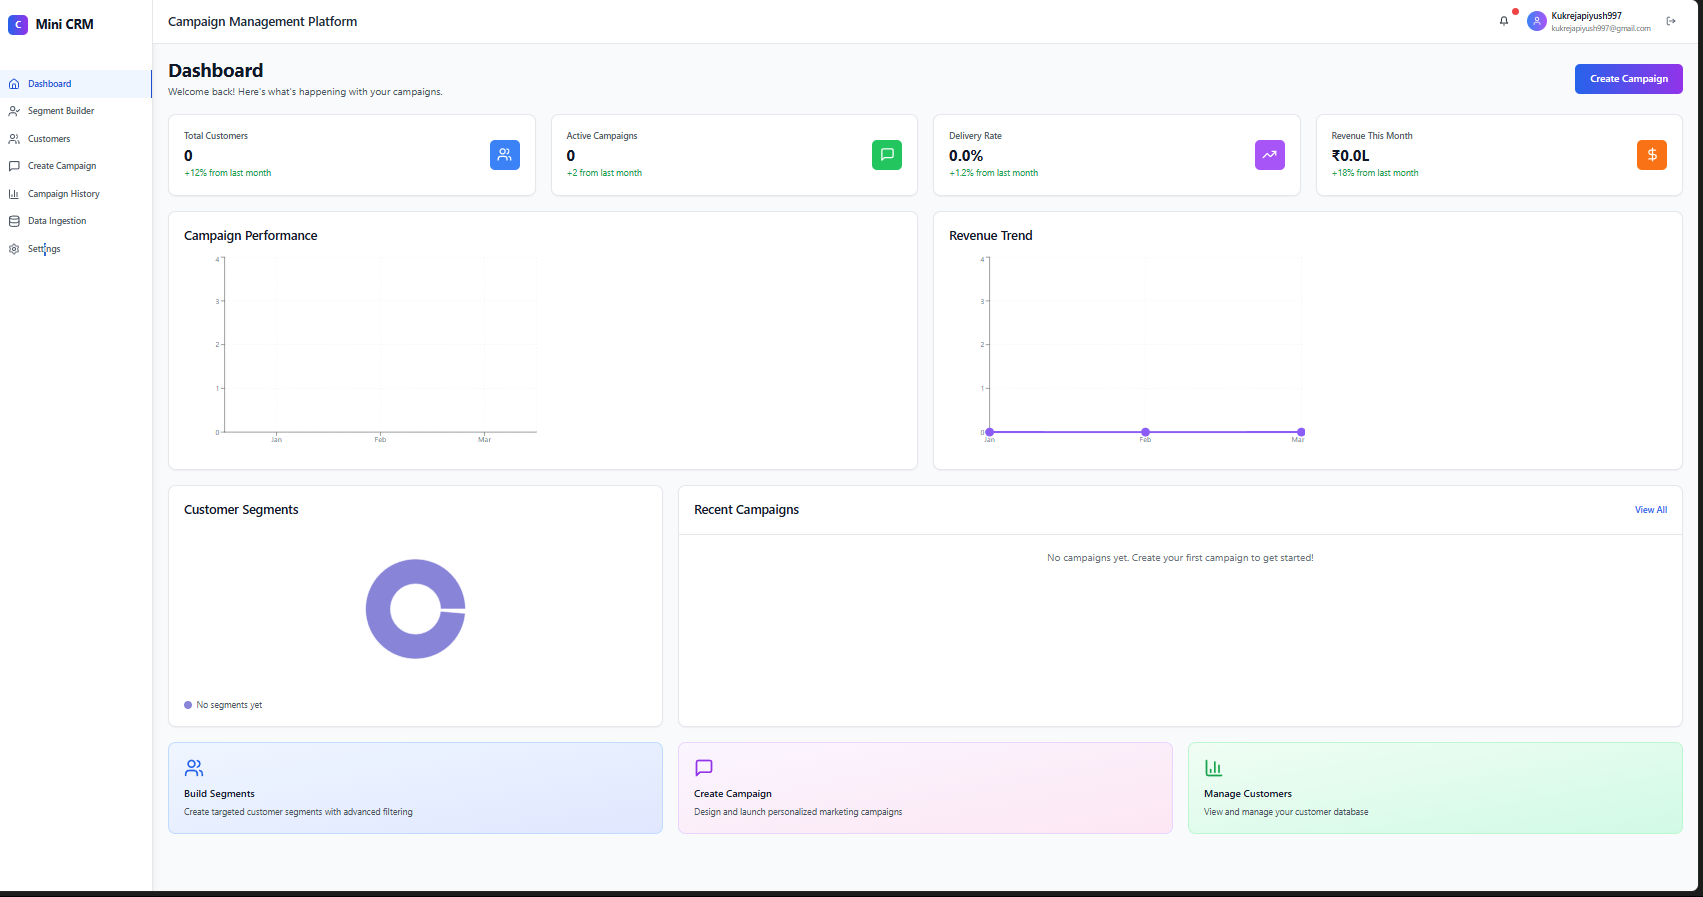 C Mini CRM
Campaign Management Platform
Kukrejapiyush997
kukrejapiyush997@gmail.com
Dashboard
Segment Builder
Customers
Create Campaign
Campaign History
Data Ingestion
Settings
Dashboard
Welcome back! Here's what's happening with your campaigns.
Create Campaign
Total Customers
0
+12% from last month
Active Campaigns
0
+2 from last month
Delivery Rate
0.0%
+1.2% from last month
Revenue This Month
₹0.0L
+18% from last month
Campaign Performance
4
3
2
1
0
Jan Feb Mar
Revenue Trend
4
3
2
1
0
Jan Feb Mar
Customer Segments
No segments yet
Recent Campaigns
View All
No campaigns yet. Create your first campaign to get started!
Build Segments
Create targeted customer segments with advanced filtering
Create Campaign
Design and launch personalized marketing campaigns
Manage Customers
View and manage your customer database